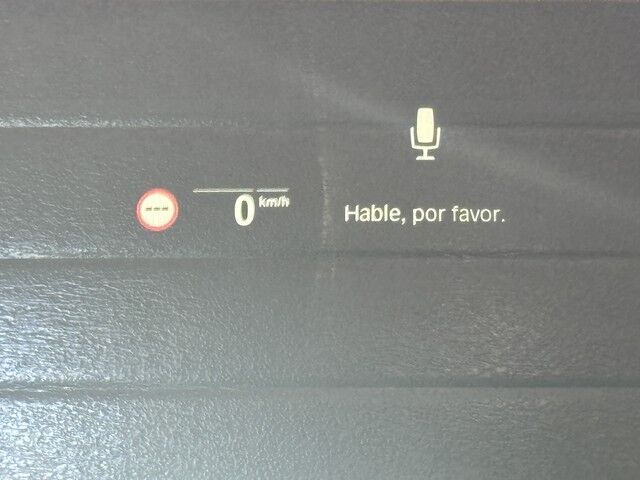 ---
0 km/h
Hable, por favor.